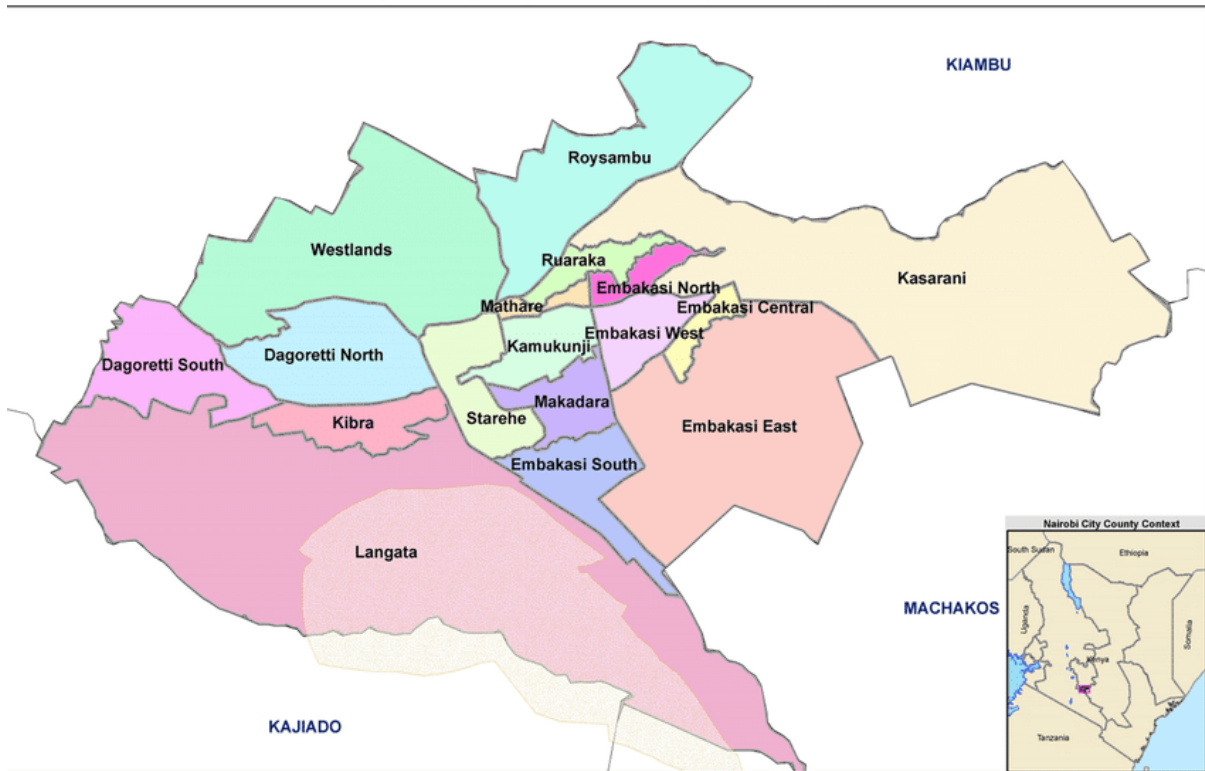 KIAMBU
Roysambu
Westlands
Ruaraka
Kasarani
Embakasi North
Mathare
Embakasi Central
Embakasi West
Kamukunji
Dagoretti North
Dagoretti South
Makadara
Starehe
Kibra
Embakasi East
Embakasi South
Langata
MACHAKOS
KAJIADO
Nairobi City County Context
South Sudan
Ethiopia
Uganda
Somalia
Kenya
Tanzania